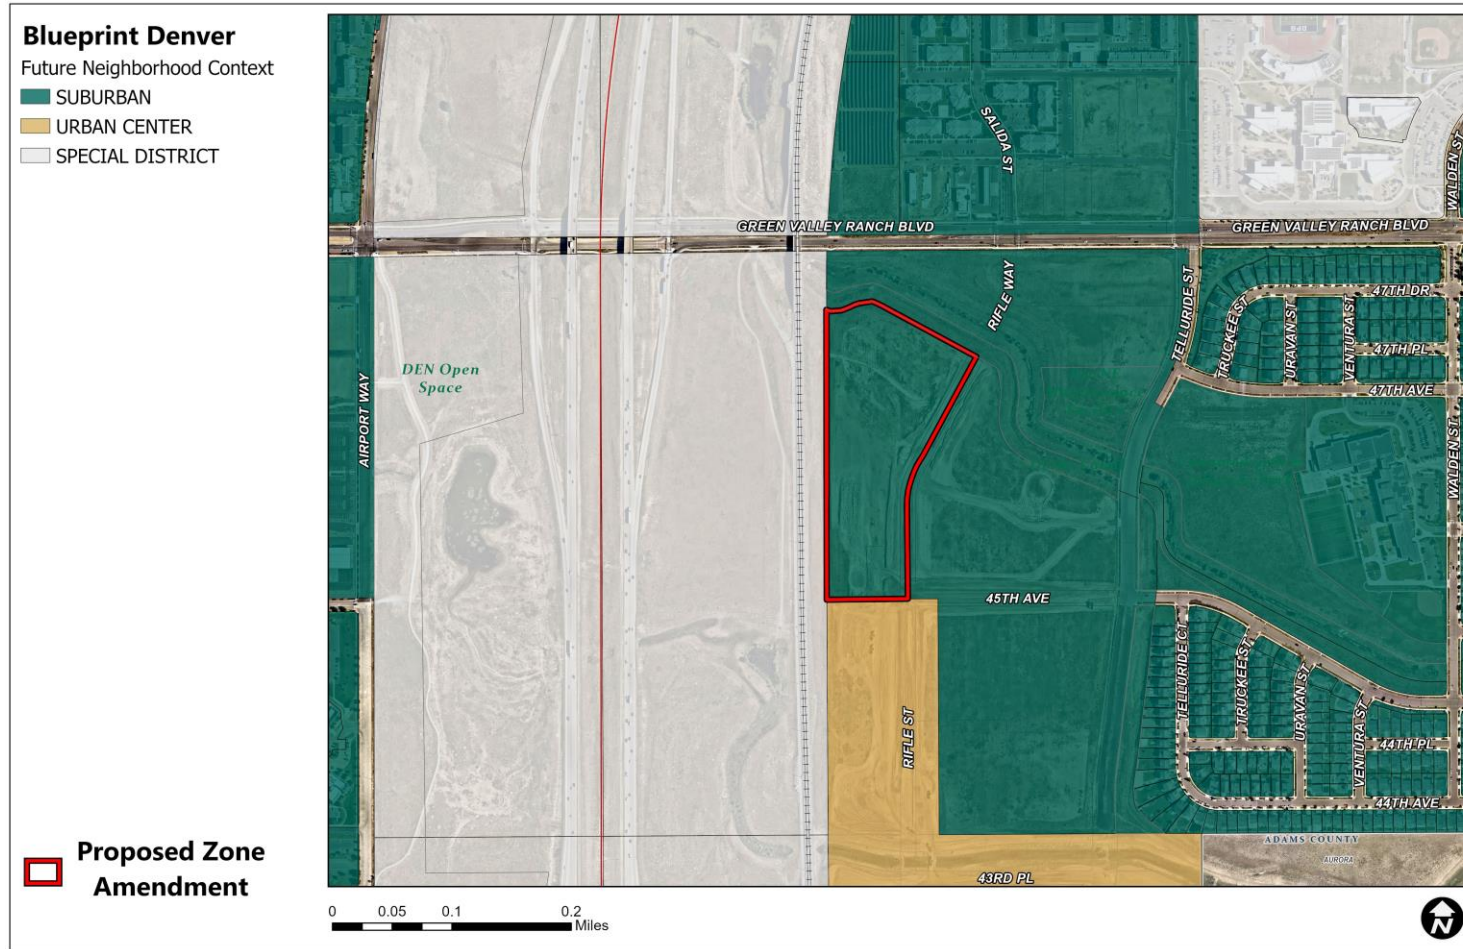 Blueprint Denver
Future Neighborhood Context
SUBURBAN
URBAN CENTER
SPECIAL DISTRICT
SALIDA ST
WALDEN ST
GREEN VALLEY RANCH BLVD
GREEN VALLEY RANCH BLVD
RIFLE WAY
TELLURIDE ST
TRUCKEE ST
URAVAN ST
VENTURA ST
47TH DR
47TH PL
47TH AVE
DEN Open
Space
AIRPORT WAY
WALDEN ST
45TH AVE
RIFLE ST
TELLURIDE CT
TRUCKEE ST
URAVAN ST
VENTURA ST
44TH PL
44TH AVE
ADAMS COUNTY
AURORA
43RD PL
Proposed Zone
Amendment
0 0.05 0.1 0.2
Miles
N